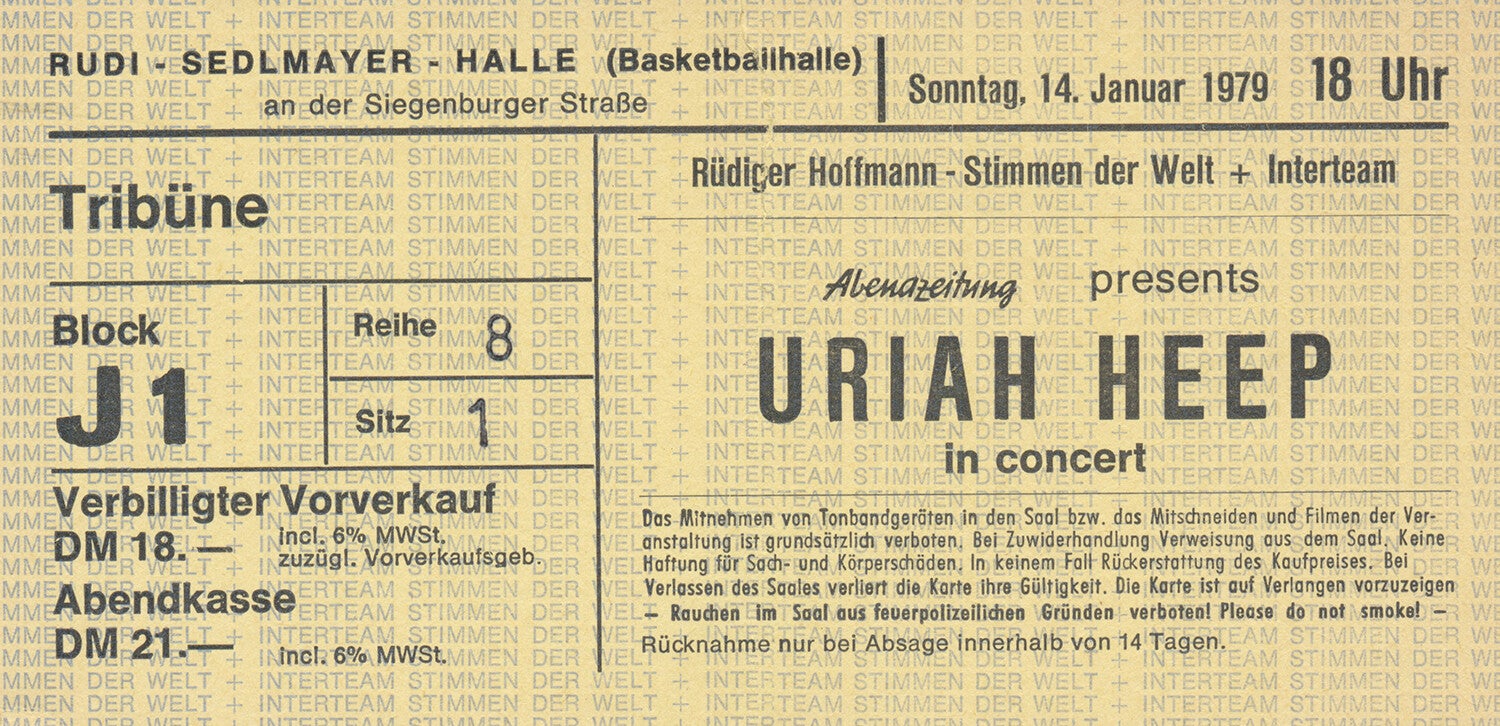 RUDI - SEDLMAYER - HALLE (Basketballhalle)
an der Siegenburger Straße
Sonntag, 14. Januar 1979 18 Uhr
Tribüne
Block
J1
Reihe 8
Sitz 1
Verbilligter Vorverkauf
DM 18.— incl. 6% MWSt.
zuzügl. Vorverkaufsgeb.
Abendkasse
DM 21.— incl. 6% MWSt.
Rüdiger Hoffmann - Stimmen der Welt + Interteam
Abendzeitung presents
URIAH HEEP
in concert
Das Mitnehmen von Tonbandgeräten in den Saal bzw. das Mitschneiden und Filmen der Ver-
anstaltung ist grundsätzlich verboten. Bei Zuwiderhandlung Verweisung aus dem Saal. Keine
Haftung für Sach- und Körperschäden. In keinem Fall Rückerstattung des Kaufpreises. Bei
Verlassen des Saales verliert die Karte ihre Gültigkeit. Die Karte ist auf Verlangen vorzuzeigen
— Rauchen im Saal aus feuerpolizeilichen Gründen verboten! Please do not smoke! —
Rücknahme nur bei Absage innerhalb von 14 Tagen.
INTERTEAM STIMMEN DER WELT +